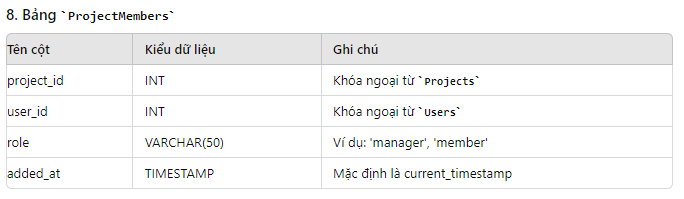 8. Bảng `ProjectMembers`
Tên cột Kiểu dữ liệu Ghi chú
project_id INT Khóa ngoại từ `Projects`
user_id INT Khóa ngoại từ `Users`
role VARCHAR(50) Ví dụ: 'manager', 'member'
added_at TIMESTAMP Mặc định là current_timestamp